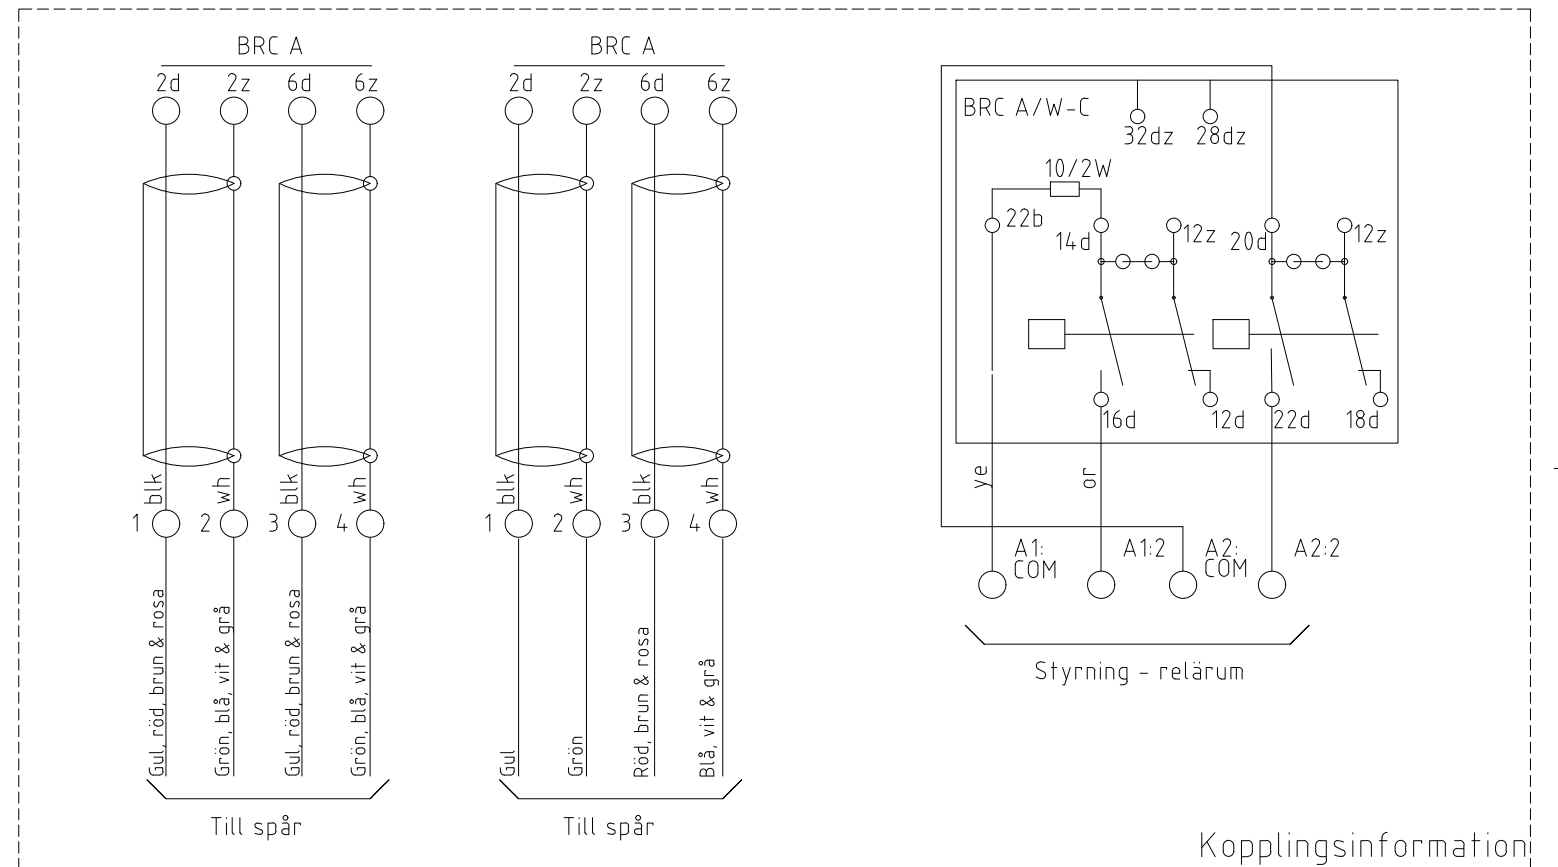 BRC A
2d 2z 6d 6z
blk wh blk wh
1 2 3 4
Gul, röd, brun & rosa
Grön, blå, vit & grå
Gul, röd, brun & rosa
Grön, blå, vit & grå
Till spår
BRC A
2d 2z 6d 6z
blk wh blk wh
1 2 3 4
Gul
Grön
Röd, brun & rosa
Blå, vit & grå
Till spår
BRC A/W-C
32dz 28dz
10/2W
22b 14d 12z 20d 12z
16d 12d 22d 18d
ye or
A1:
COM
A1:2
A2:
COM
A2:2
Styrning - relärum
Kopplingsinformation